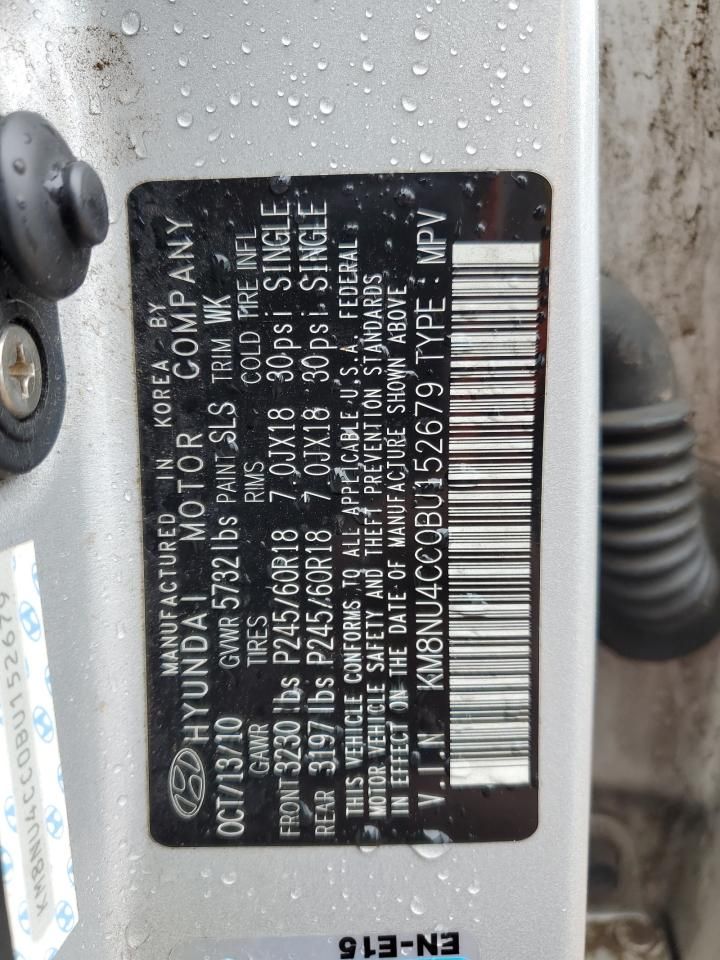 MANUFACTURED IN KOREA BY
HYUNDAI MOTOR COMPANY
OCT/13/10 GVWR 5732 lbs PAINT SLS TRIM WK
GAWR TIRES RIMS COLD TIRE INFL
FRONT 3230 lbs P245/60R18 7.0JX18 30psi SINGLE
REAR 3197 lbs P245/60R18 7.0JX18 30psi SINGLE
THIS VEHICLE CONFORMS TO ALL APPLICABLE U.S.A. FEDERAL
MOTOR VEHICLE SAFETY AND THEFT PREVENTION STANDARDS
IN EFFECT ON THE DATE OF MANUFACTURE SHOWN ABOVE
V.I.N KM8NU4CC0BU152679 TYPE : MPV
KM8NU4CC0BU152679
EN-E15